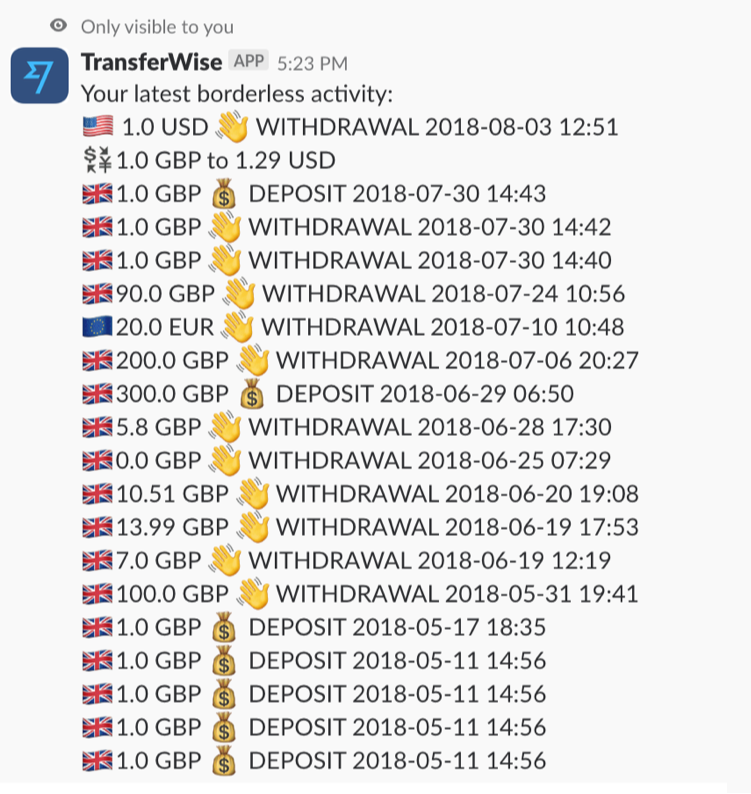 Only visible to you
TransferWise APP 5:23 PM
Your latest borderless activity:
🇺🇸 1.0 USD 👋 WITHDRAWAL 2018-08-03 12:51
💱 1.0 GBP to 1.29 USD
🇬🇧 1.0 GBP 💰 DEPOSIT 2018-07-30 14:43
🇬🇧 1.0 GBP 👋 WITHDRAWAL 2018-07-30 14:42
🇬🇧 1.0 GBP 👋 WITHDRAWAL 2018-07-30 14:40
🇬🇧 90.0 GBP 👋 WITHDRAWAL 2018-07-24 10:56
🇪🇺 20.0 EUR 👋 WITHDRAWAL 2018-07-10 10:48
🇬🇧 200.0 GBP 👋 WITHDRAWAL 2018-07-06 20:27
🇬🇧 300.0 GBP 💰 DEPOSIT 2018-06-29 06:50
🇬🇧 5.8 GBP 👋 WITHDRAWAL 2018-06-28 17:30
🇬🇧 0.0 GBP 👋 WITHDRAWAL 2018-06-25 07:29
🇬🇧 10.51 GBP 👋 WITHDRAWAL 2018-06-20 19:08
🇬🇧 13.99 GBP 👋 WITHDRAWAL 2018-06-19 17:53
🇬🇧 7.0 GBP 👋 WITHDRAWAL 2018-06-19 12:19
🇬🇧 100.0 GBP 👋 WITHDRAWAL 2018-05-31 19:41
🇬🇧 1.0 GBP 💰 DEPOSIT 2018-05-17 18:35
🇬🇧 1.0 GBP 💰 DEPOSIT 2018-05-11 14:56
🇬🇧 1.0 GBP 💰 DEPOSIT 2018-05-11 14:56
🇬🇧 1.0 GBP 💰 DEPOSIT 2018-05-11 14:56
🇬🇧 1.0 GBP 💰 DEPOSIT 2018-05-11 14:56